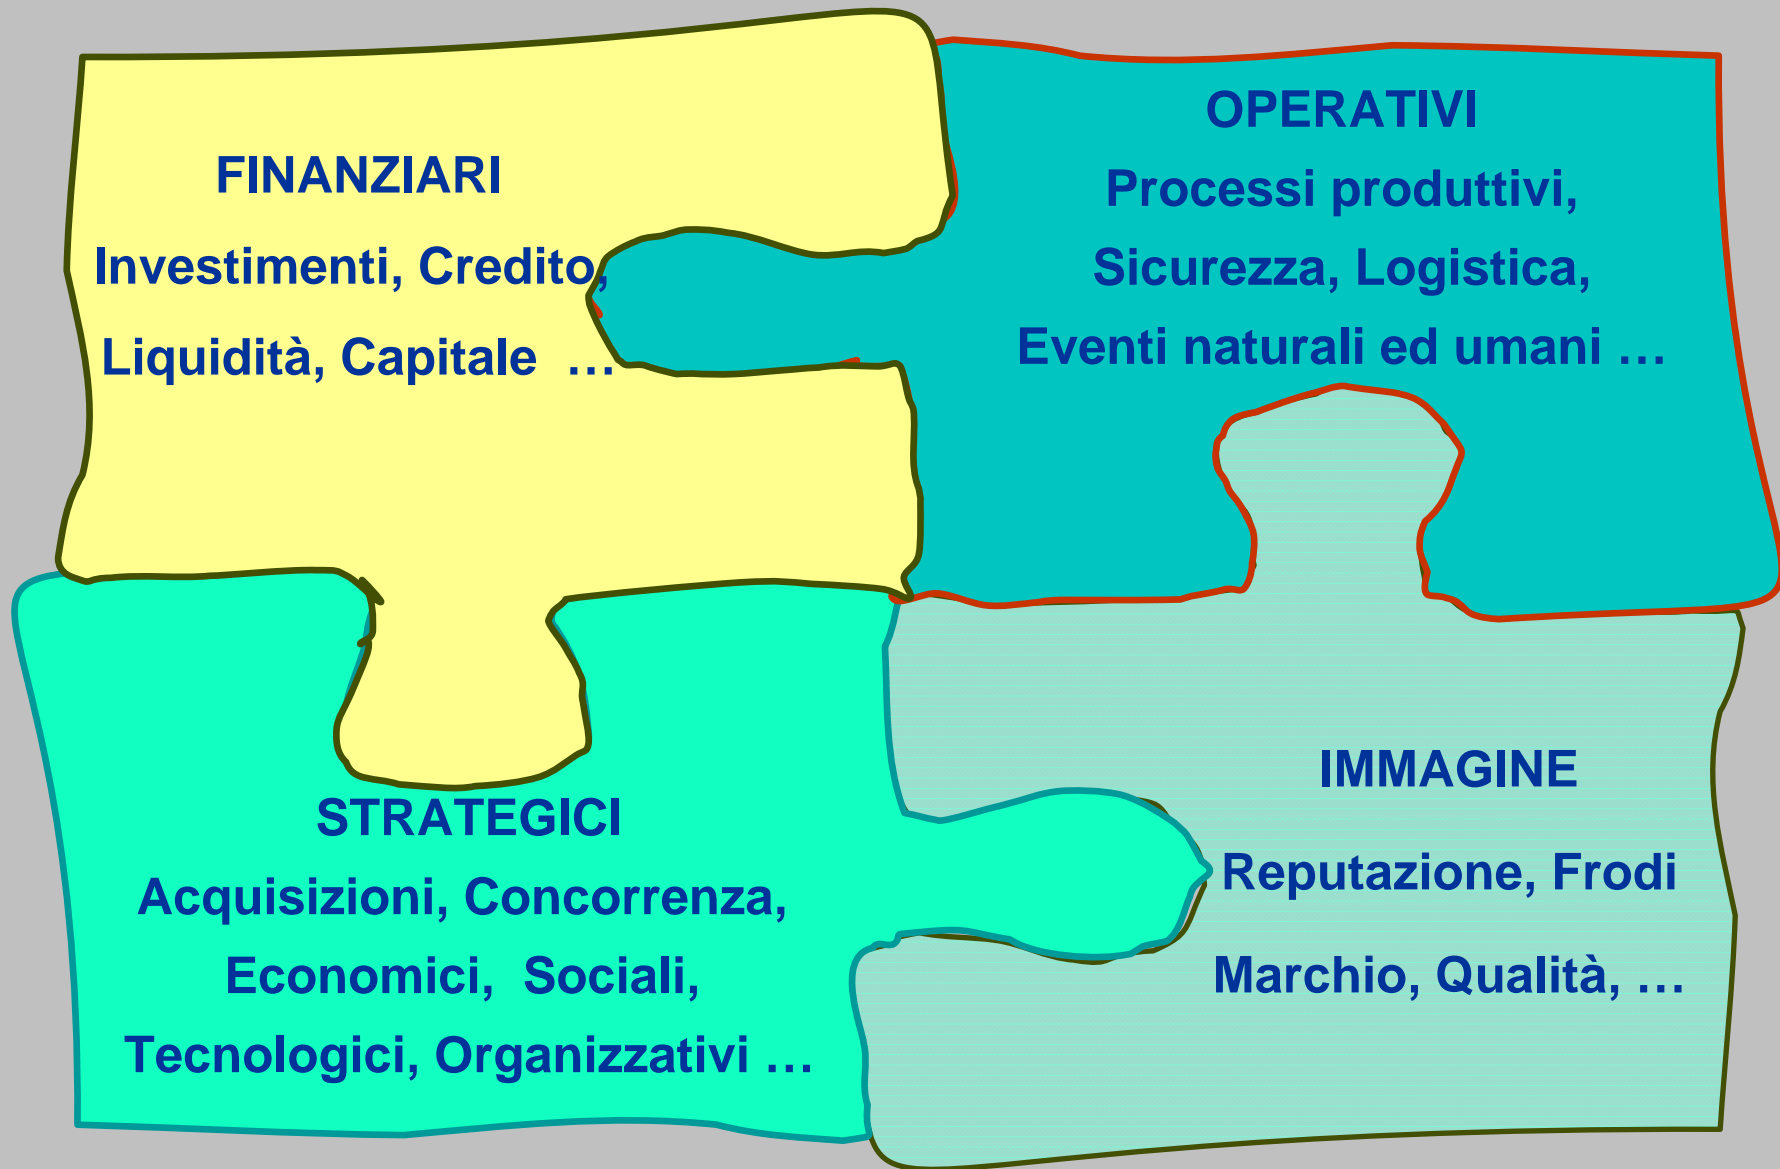 FINANZIARI
Investimenti, Credito,
Liquidità, Capitale …
OPERATIVI
Processi produttivi,
Sicurezza, Logistica,
Eventi naturali ed umani …
STRATEGICI
Acquisizioni, Concorrenza,
Economici, Sociali,
Tecnologici, Organizzativi …
IMMAGINE
Reputazione, Frodi
Marchio, Qualità, …